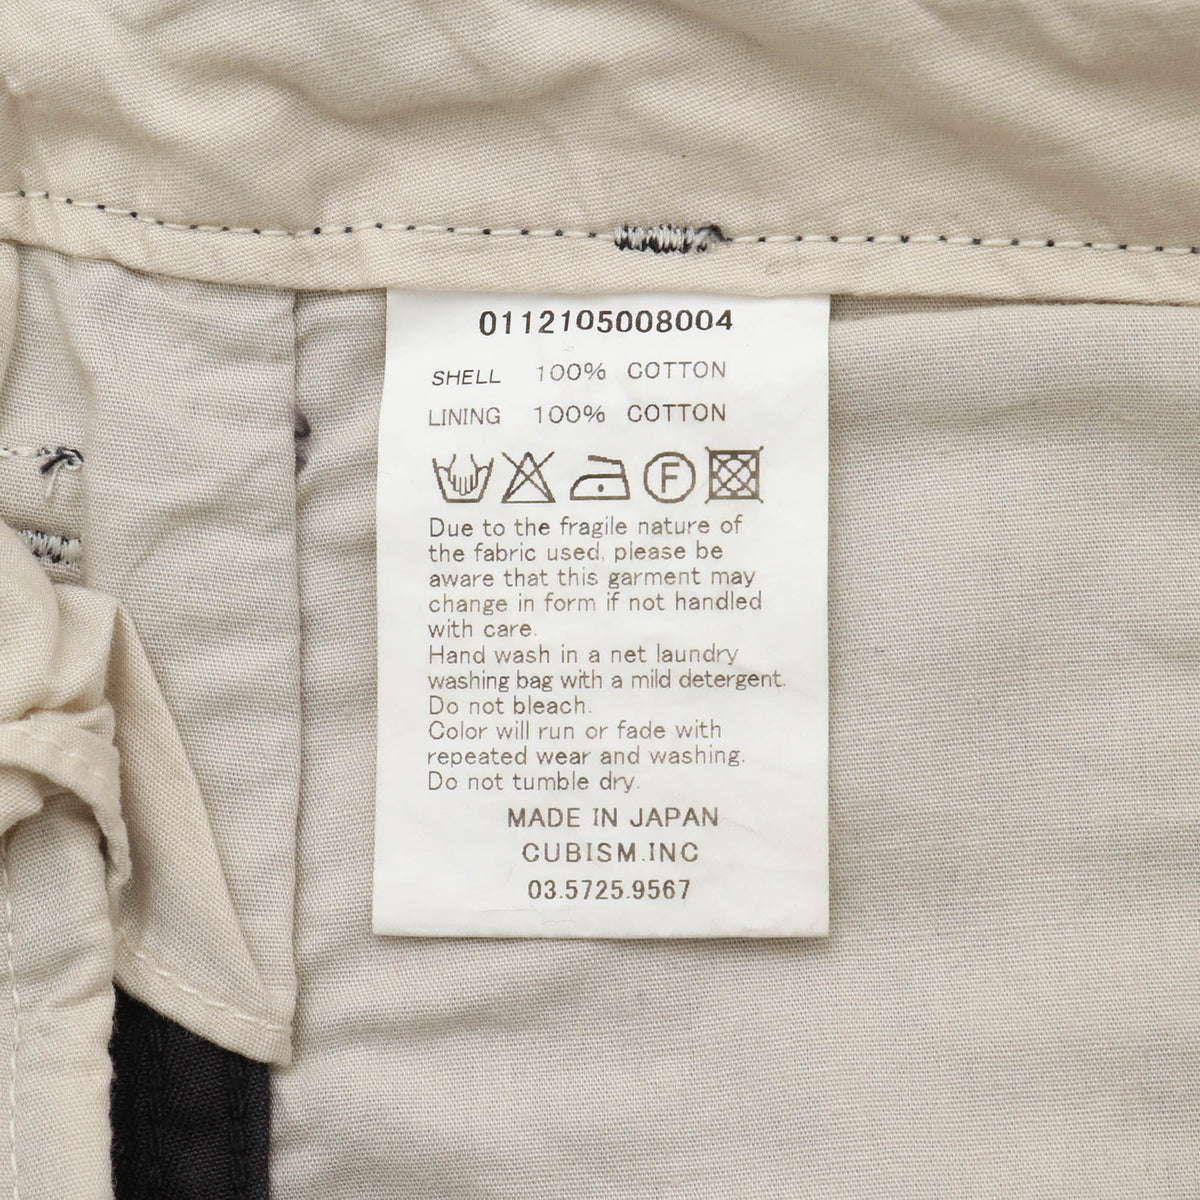 0112105008004
SHELL 100% COTTON
LINING 100% COTTON
F
Due to the fragile nature of
the fabric used, please be
aware that this garment may
change in form if not handled
with care.
Hand wash in a net laundry
washing bag with a mild detergent.
Do not bleach.
Color will run or fade with
repeated wear and washing.
Do not tumble dry.
MADE IN JAPAN
CUBISM.INC
03.5725.9567